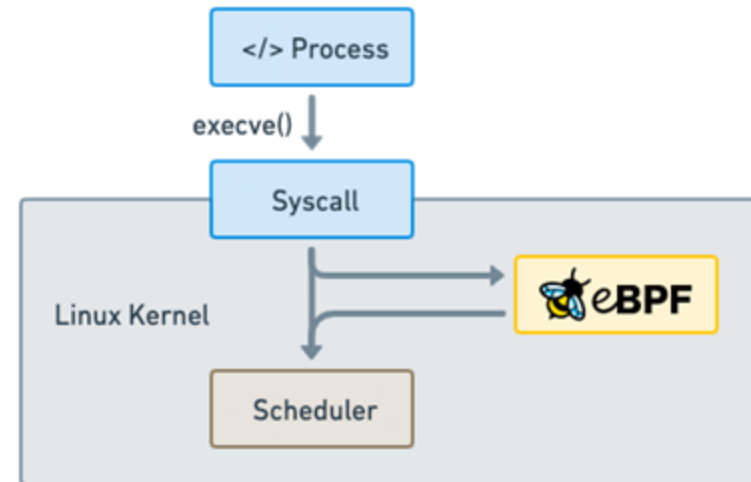 </> Process
execve()
Syscall
Linux Kernel
eBPF
Scheduler